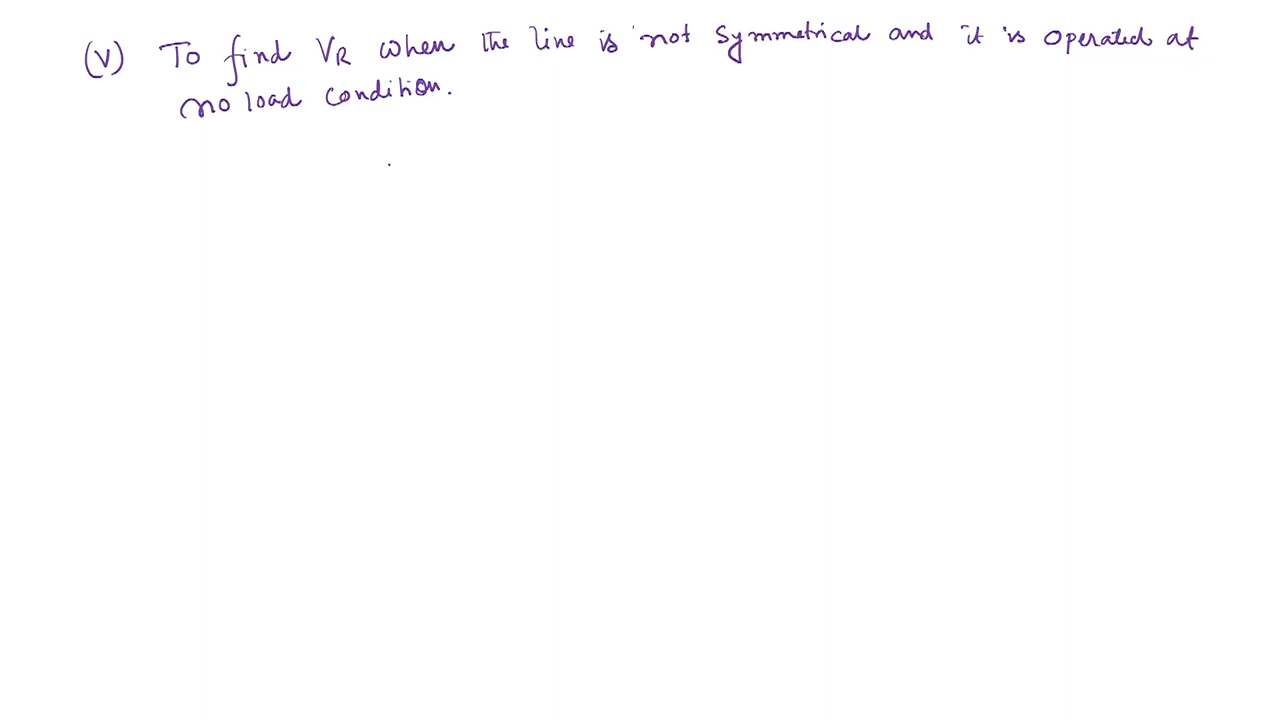 (V) To find VR when the line is not symmetrical and it is operated at
no load condition.